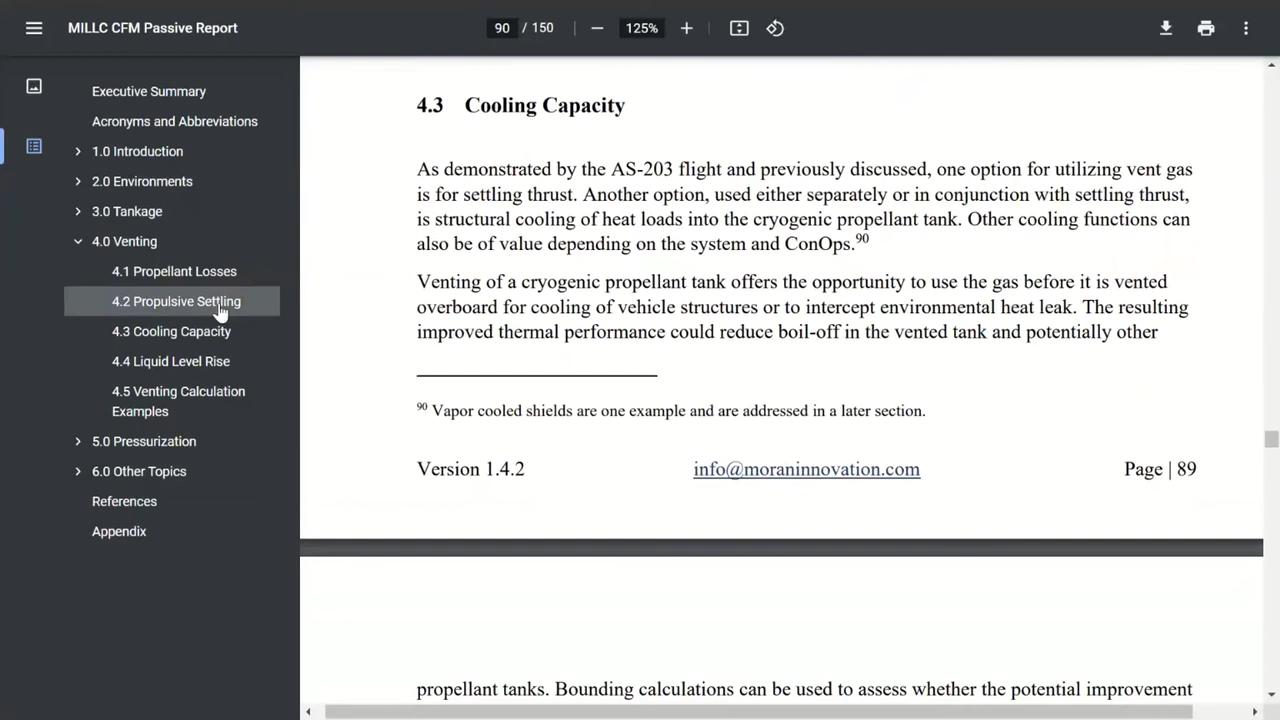 MILLC CFM Passive Report
90 / 150
125%
Executive Summary
Acronyms and Abbreviations
1.0 Introduction
2.0 Environments
3.0 Tankage
4.0 Venting
4.1 Propellant Losses
4.2 Propulsive Settling
4.3 Cooling Capacity
4.4 Liquid Level Rise
4.5 Venting Calculation
Examples
5.0 Pressurization
6.0 Other Topics
References
Appendix
4.3 Cooling Capacity
As demonstrated by the AS-203 flight and previously discussed, one option for utilizing vent gas
is for settling thrust. Another option, used either separately or in conjunction with settling thrust,
is structural cooling of heat loads into the cryogenic propellant tank. Other cooling functions can
also be of value depending on the system and ConOps.90
Venting of a cryogenic propellant tank offers the opportunity to use the gas before it is vented
overboard for cooling of vehicle structures or to intercept environmental heat leak. The resulting
improved thermal performance could reduce boil-off in the vented tank and potentially other
90 Vapor cooled shields are one example and are addressed in a later section.
Version 1.4.2
info@moraninnovation.com
Page | 89
propellant tanks. Bounding calculations can be used to assess whether the potential improvement